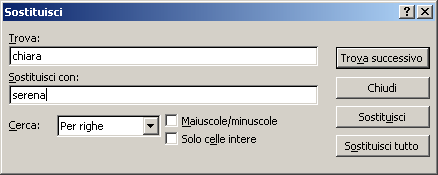 Sostituisci
Trova:
chiara
Trova successivo
Sostituisci con:
Chiudi
serena
Cerca: Per righe
Maiuscole/minuscole
Sostituisci
Solo celle intere
Sostituisci tutto